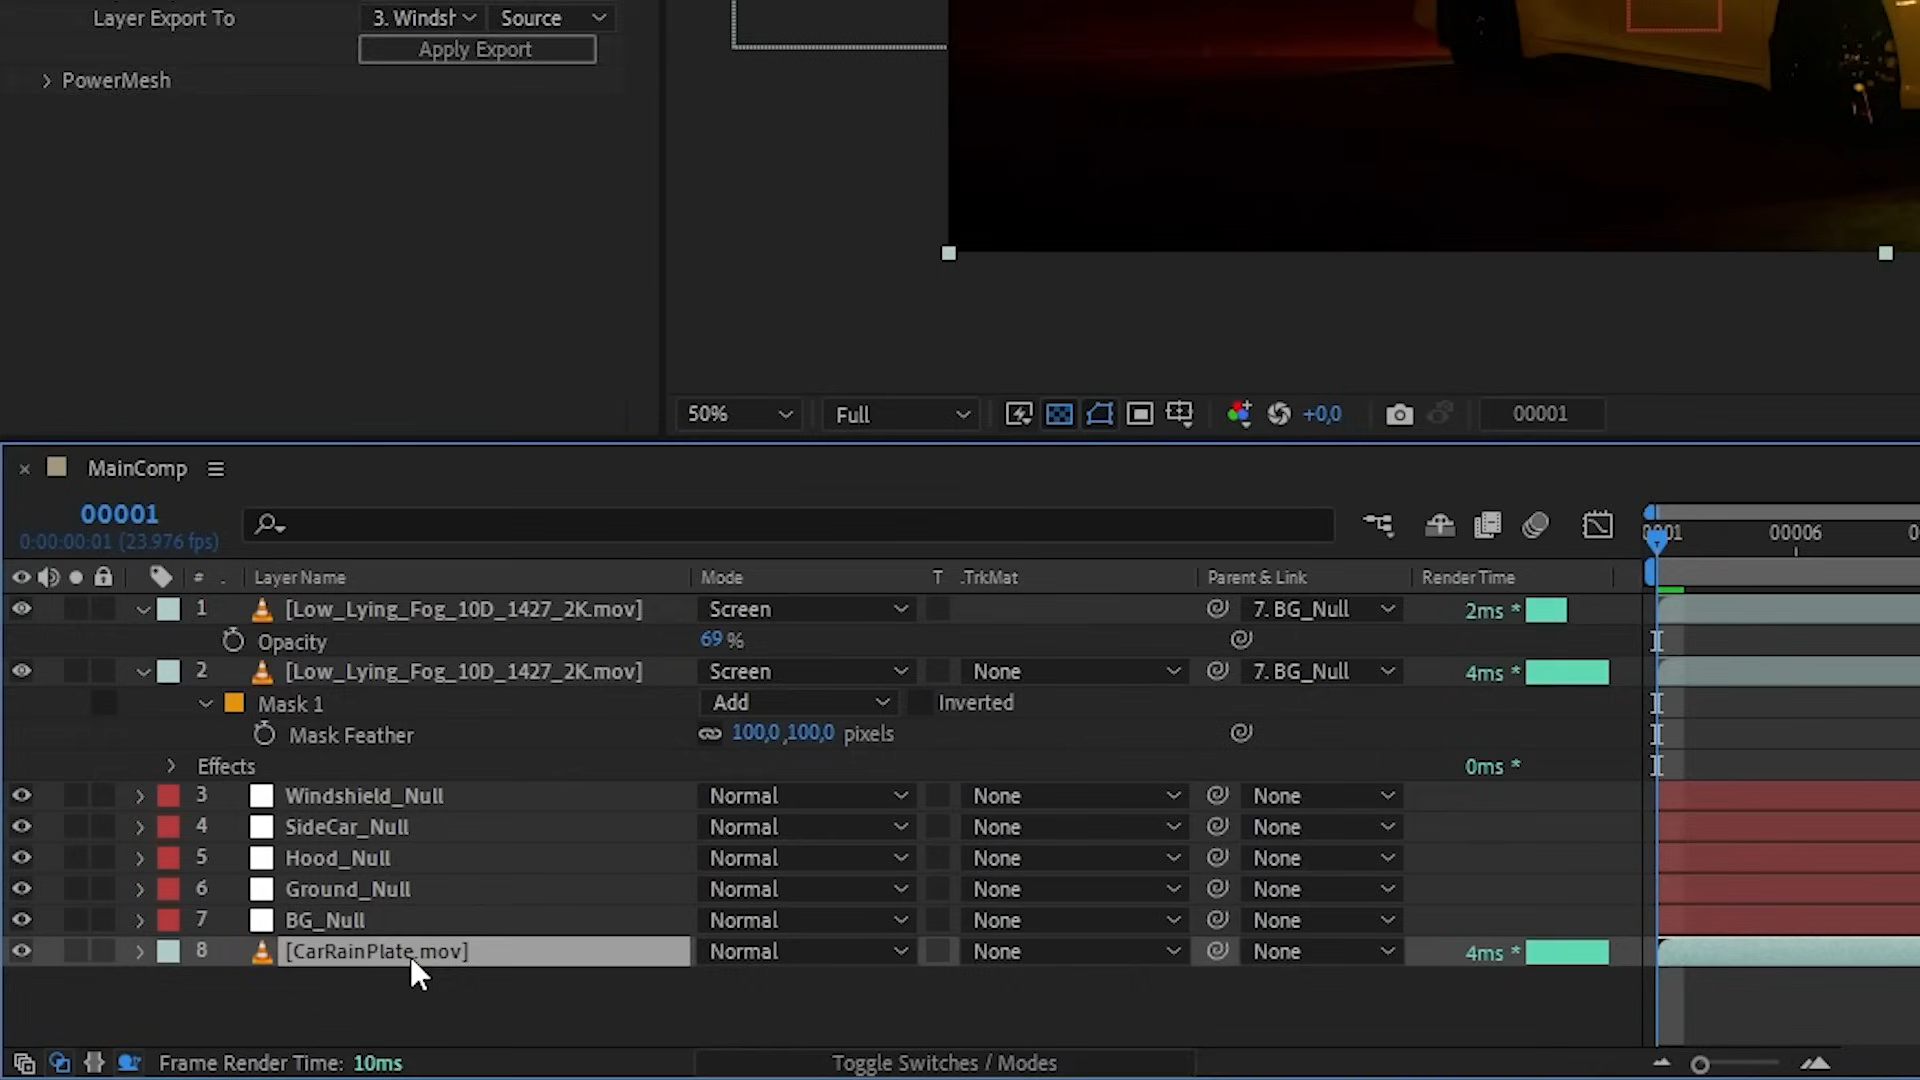 Layer Export To
3. Windsł
Source
Apply Export
PowerMesh
50%
Full
+0,0
00001
MainComp
00001
0:00:00:01 (23.976 fps)
00006
# . Layer Name
Mode
T .TrkMat
Parent & Link
RenderTime
1 [Low_Lying_Fog_10D_1427_2K.mov] Screen 7. BG_Null 2ms *
Opacity 69 %
2 [Low_Lying_Fog_10D_1427_2K.mov] Screen None 7. BG_Null 4ms *
Mask 1 Add Inverted
Mask Feather 100,0 ,100,0 pixels
Effects 0ms *
3 Windshield_Null Normal None None
4 SideCar_Null Normal None None
5 Hood_Null Normal None None
6 Ground_Null Normal None None
7 BG_Null Normal None None
8 [CarRainPlate.mov] Normal None None 4ms *
Frame Render Time: 10ms
Toggle Switches / Modes